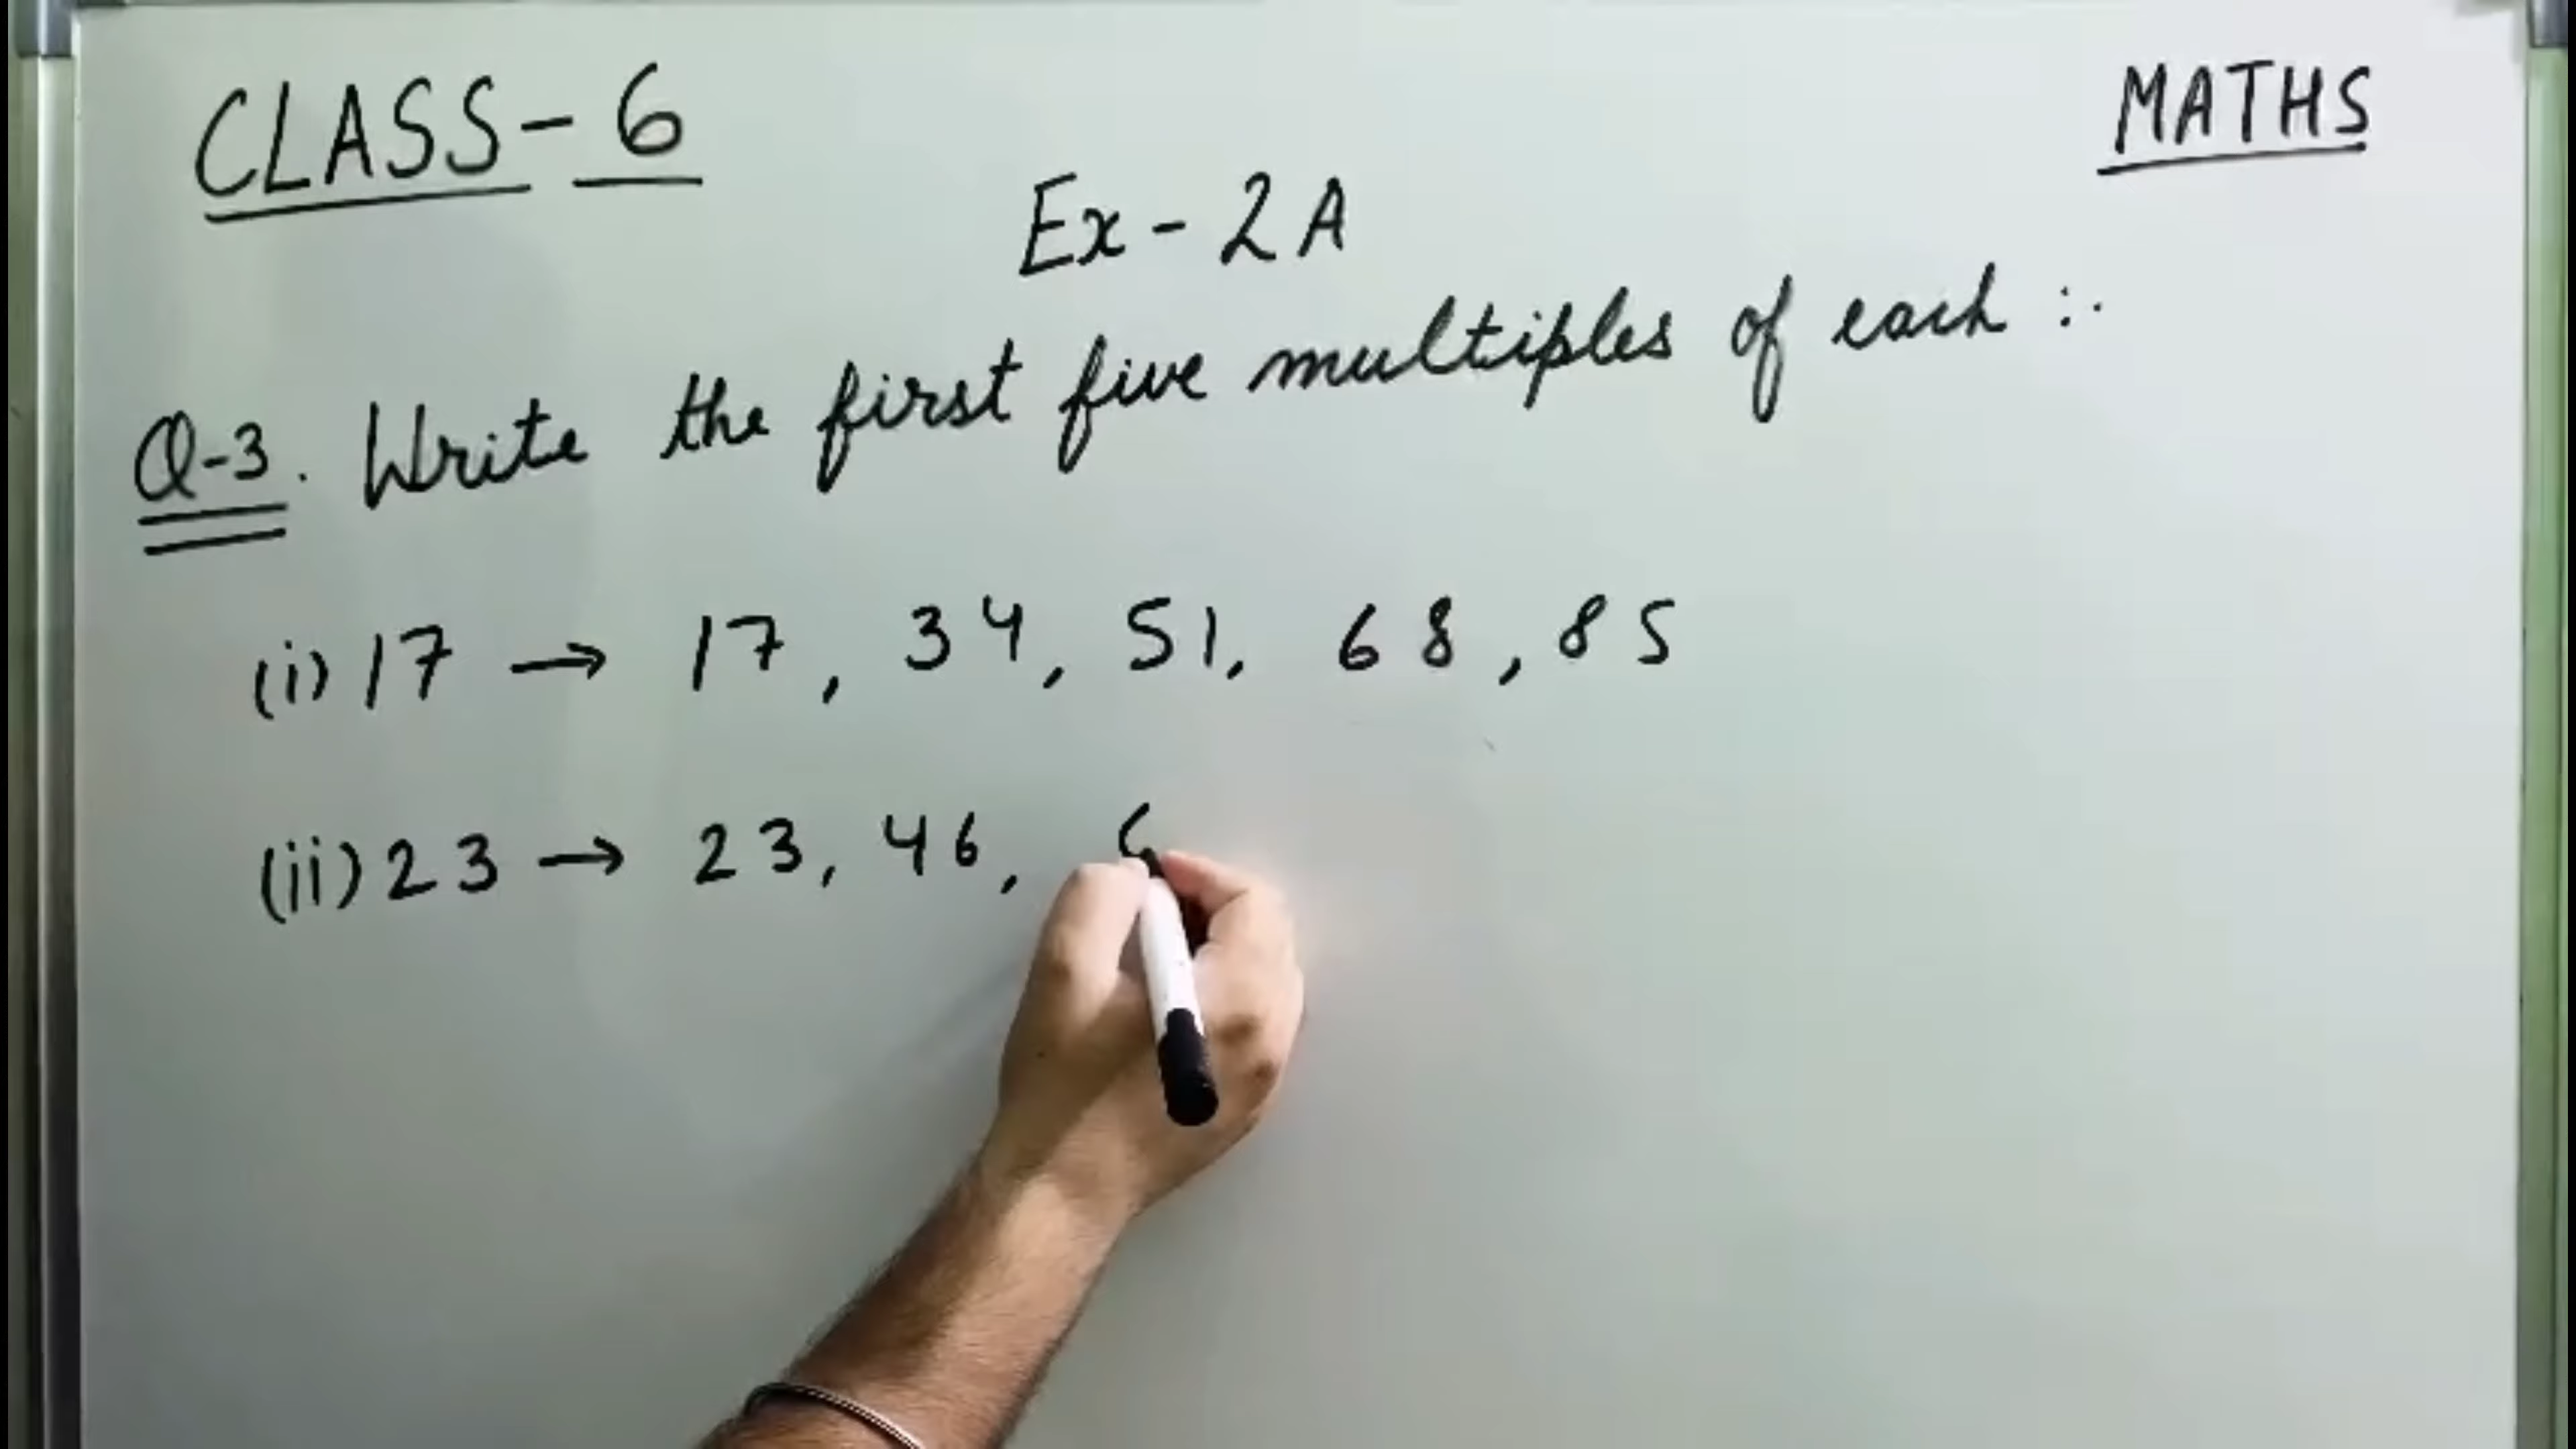 CLASS-6
MATHS
Ex-2A
Q-3. Write the first five multiples of each :.
(i) 17 → 17, 34, 51, 68, 85
(ii) 23 → 23, 46, 6